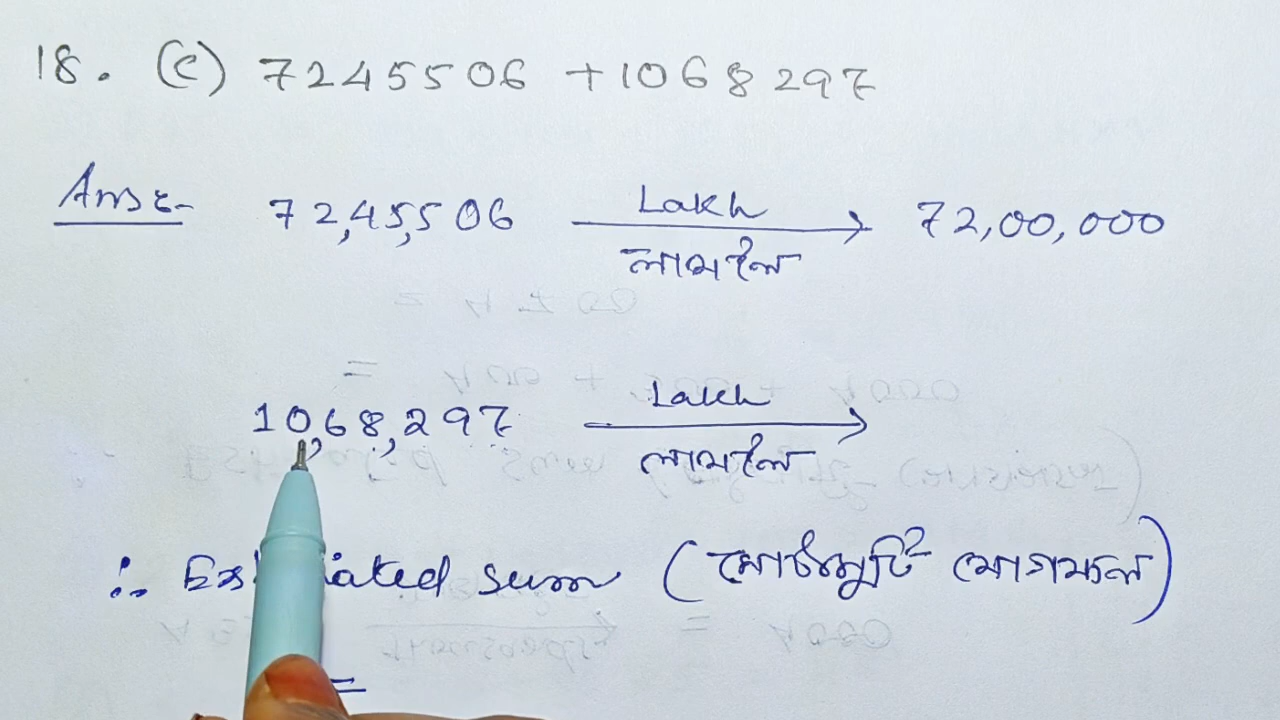 18. (c) 7245506 + 1068297
Ans:- 72,45,506 Lakh 72,00,000
লাখলৈ
10,68,297 Lakh
লাখলৈ
∴ sum (মোটামুটি যোগফল)
=